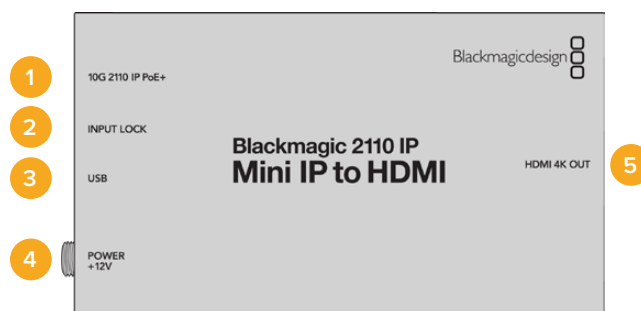 1
10G 2110 IP PoE+
Blackmagicdesign
2
INPUT LOCK
Blackmagic 2110 IP
Mini IP to HDMI
3
USB
HDMI 4K OUT
5
4
POWER
+12V